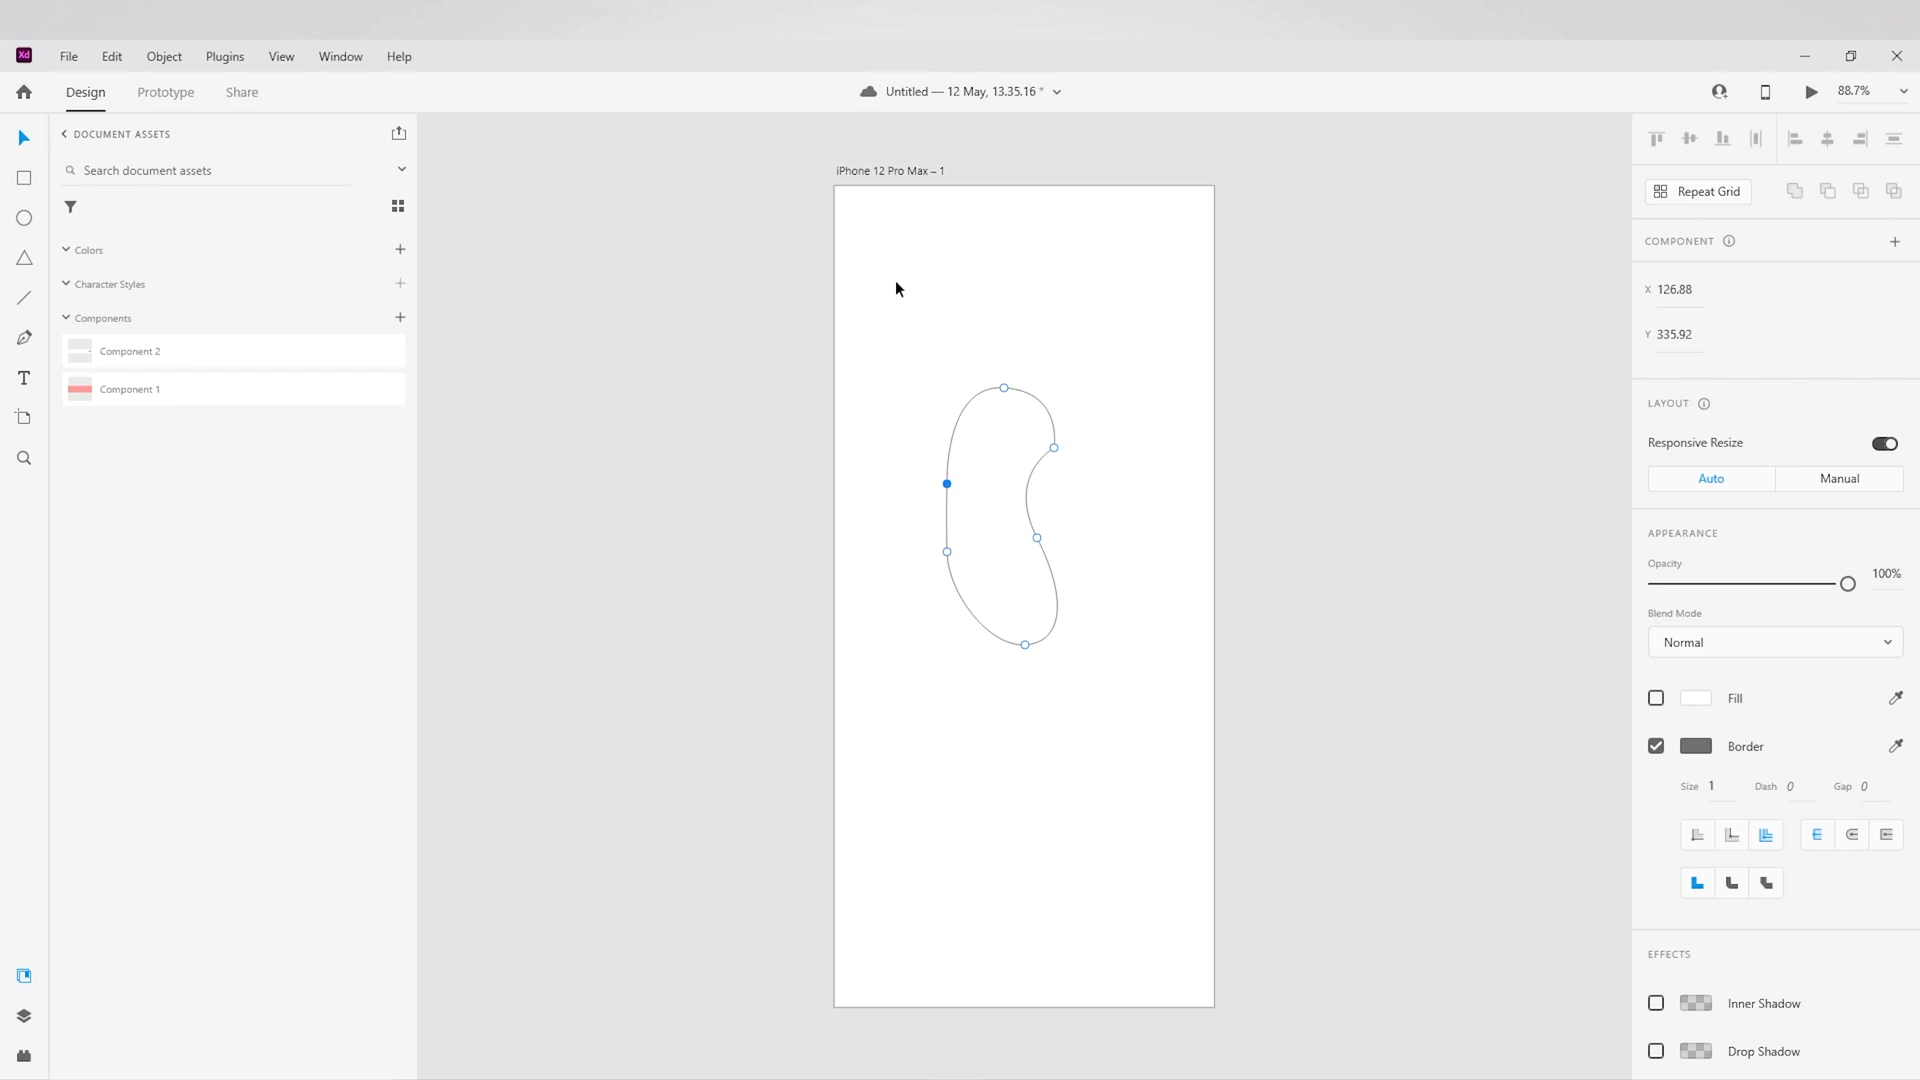 Xd File Edit Object Plugins View Window Help
Design Prototype Share
Untitled — 12 May, 13.35.16 *
88.7%
DOCUMENT ASSETS
Search document assets
Colors
Character Styles
Components
Component 2
Component 1
iPhone 12 Pro Max – 1
Repeat Grid
COMPONENT
X 126.88
Y 335.92
LAYOUT
Responsive Resize
Auto Manual
APPEARANCE
Opacity
100%
Blend Mode
Normal
Fill
Border
Size 1 Dash 0 Gap 0
EFFECTS
Inner Shadow
Drop Shadow